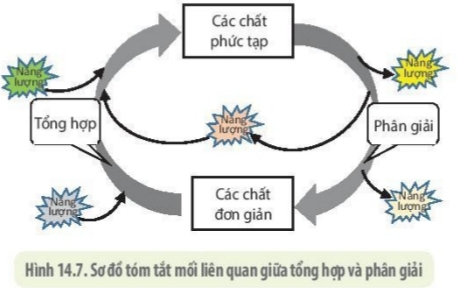 Các chất
phức tạp
Năng
lượng
Năng
lượng
Tổng hợp
Năng
lượng
Phân giải
Năng
lượng
Các chất
đơn giản
Năng
lượng
Hình 14.7. Sơ đồ tóm tắt mối liên quan giữa tổng hợp và phân giải